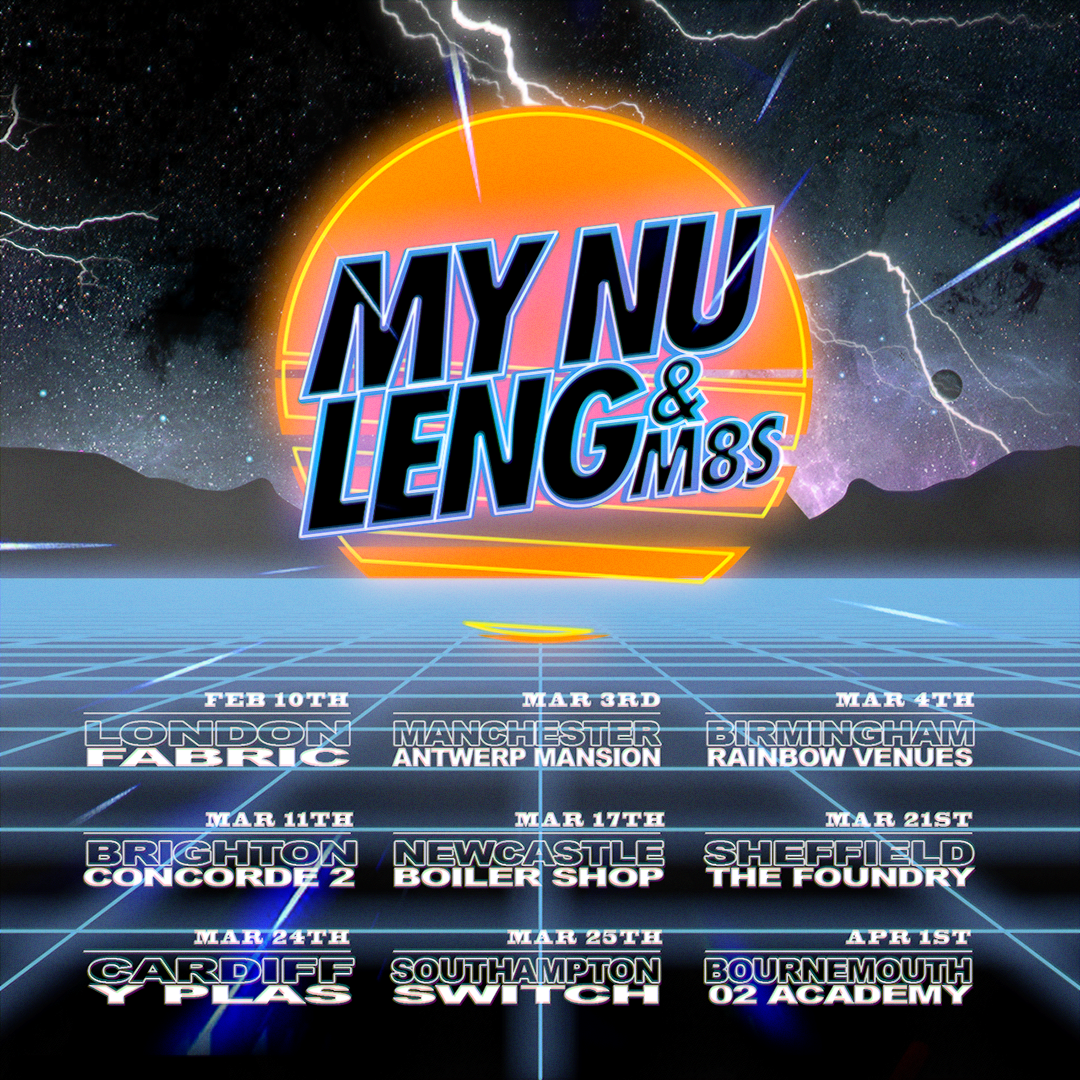 MY NU
LENG
&
M8S
FEB 10TH
LONDON
FABRIC
MAR 3RD
MANCHESTER
ANTWERP MANSION
MAR 4TH
BIRMINGHAM
RAINBOW VENUES
MAR 11TH
BRIGHTON
CONCORDE 2
MAR 17TH
NEWCASTLE
BOILER SHOP
MAR 21ST
SHEFFIELD
THE FOUNDRY
MAR 24TH
CARDIFF
Y PLAS
MAR 25TH
SOUTHAMPTON
SWITCH
APR 1ST
BOURNEMOUTH
02 ACADEMY